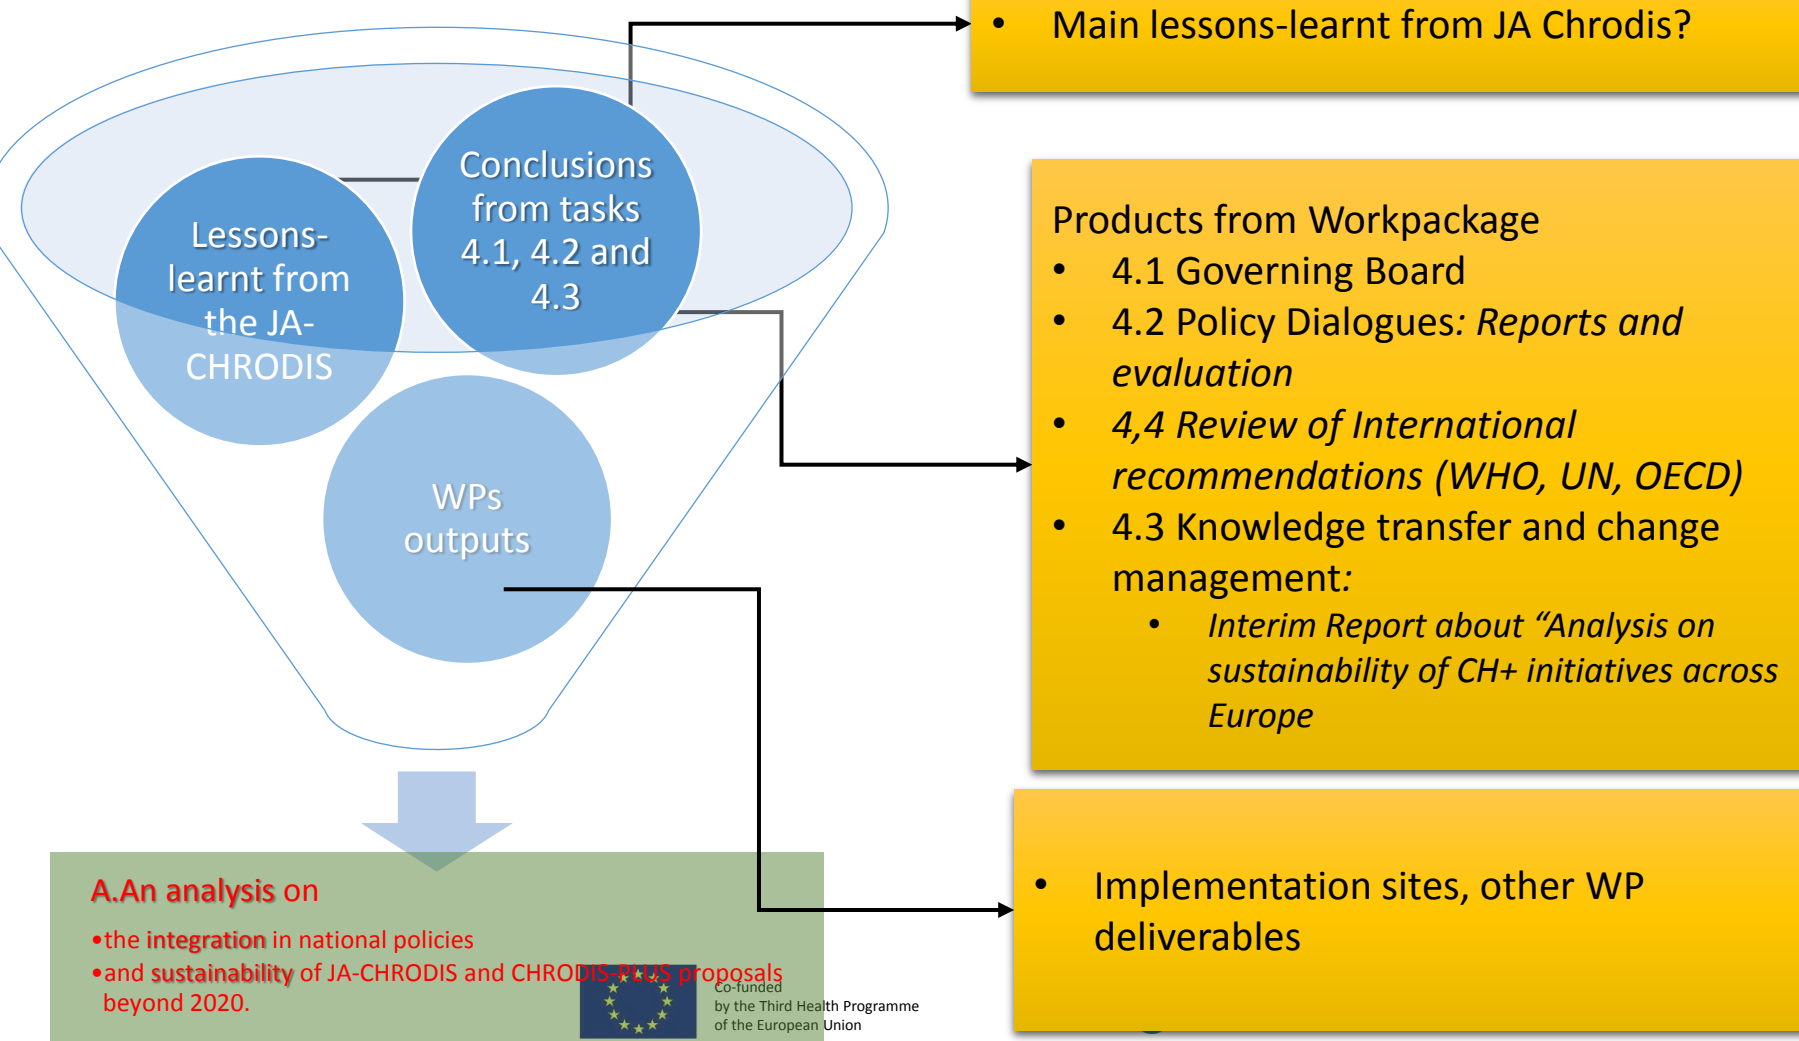 • Main lessons-learnt from JA Chrodis?
Conclusions
from tasks
4.1, 4.2 and
4.3
Lessons-
learnt from
the JA-
CHRODIS
WPs
outputs
Products from Workpackage
• 4.1 Governing Board
• 4.2 Policy Dialogues: Reports and
evaluation
• 4,4 Review of International
recommendations (WHO, UN, OECD)
• 4.3 Knowledge transfer and change
management:
• Interim Report about “Analysis on
sustainability of CH+ initiatives across
Europe
• Implementation sites, other WP
deliverables
A.An analysis on
•the integration in national policies
•and sustainability of JA-CHRODIS and CHRODIS-PLUS proposals
beyond 2020.
Co-funded
by the Third Health Programme
of the European Union